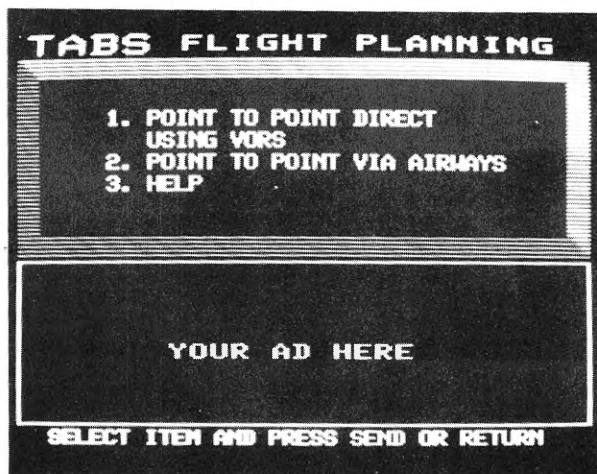 TABS FLIGHT PLANNING
1. POINT TO POINT DIRECT
USING VORS
2. POINT TO POINT VIA AIRWAYS
3. HELP
YOUR AD HERE
SELECT ITEM AND PRESS SEND OR RETURN